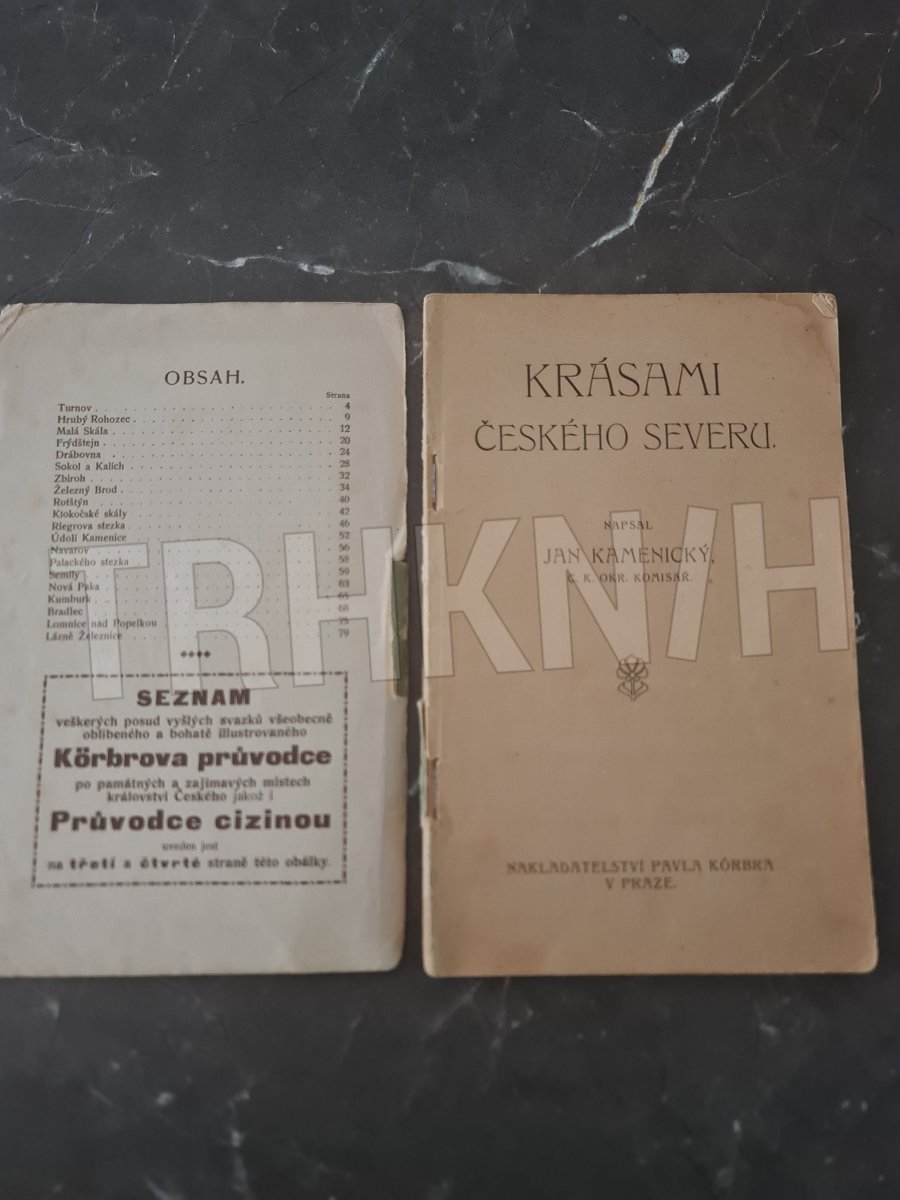 OBSAH.
Strana
Turnov 4
Hrubý Rohozec 9
Malá Skála 12
Frýdštejn 20
Drábovna 24
Sokol a Kalich 28
Zbiroh 32
Železný Brod 34
Rotštýn 40
Klokočské skály 42
Riegrova stezka 46
Údolí Kamenice 52
Navarov 56
Palackého stezka 58
Semily 59
Nová Paka 63
Kumburk 65
Bradlec 68
Lomnice nad Popelkou 73
Lázně Železnice 79
SEZNAM
veškerých posud vyšlých svazků všeobecně
oblíbeného a bohatě illustrovaného
Körbrova průvodce
po památných a zajímavých místech
království Českého jakož i
Průvodce cizinou
uveden jest
na třetí a čtvrté straně této obálky.
KRÁSAMI
ČESKÉHO SEVERU.
NAPSAL
JAN KAMENICKÝ,
C. K. OKR. KOMISAŘ.
NAKLADATELSTVÍ PAVLA KÖRBRA
V PRAZE.
TRHKNIH